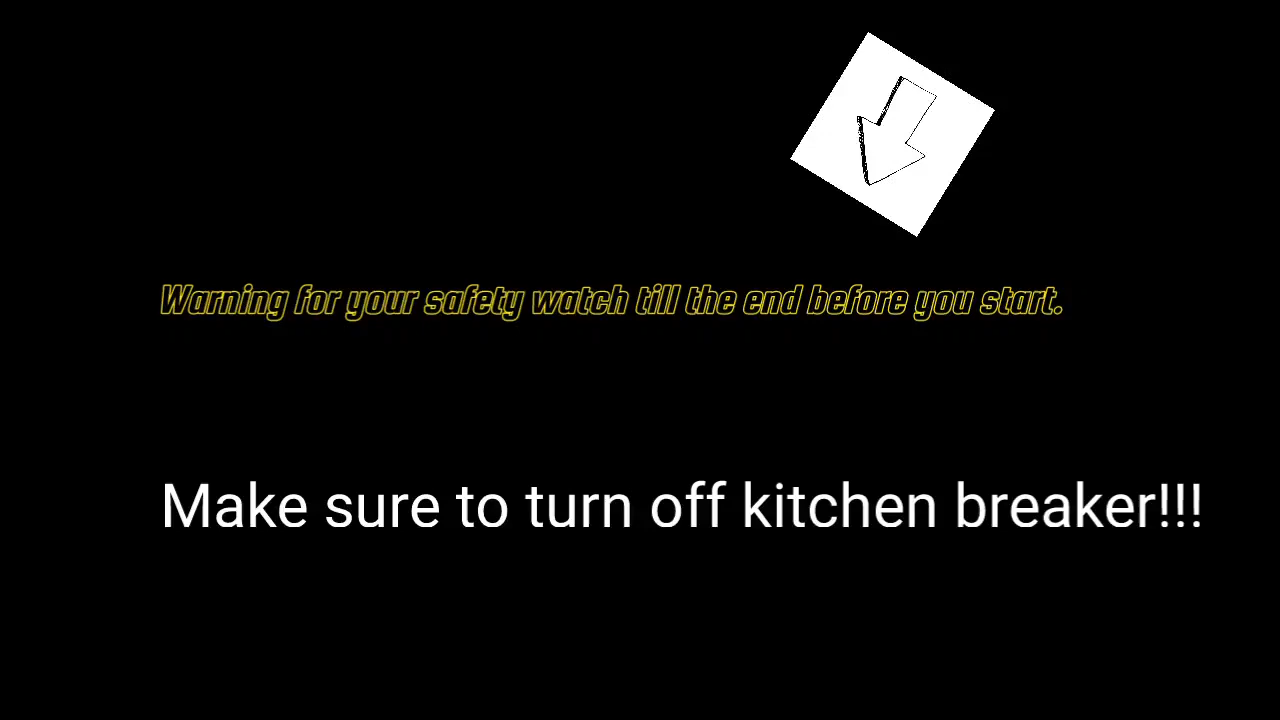 Warning for your safety watch till the end before you start.
Make sure to turn off kitchen breaker!!!